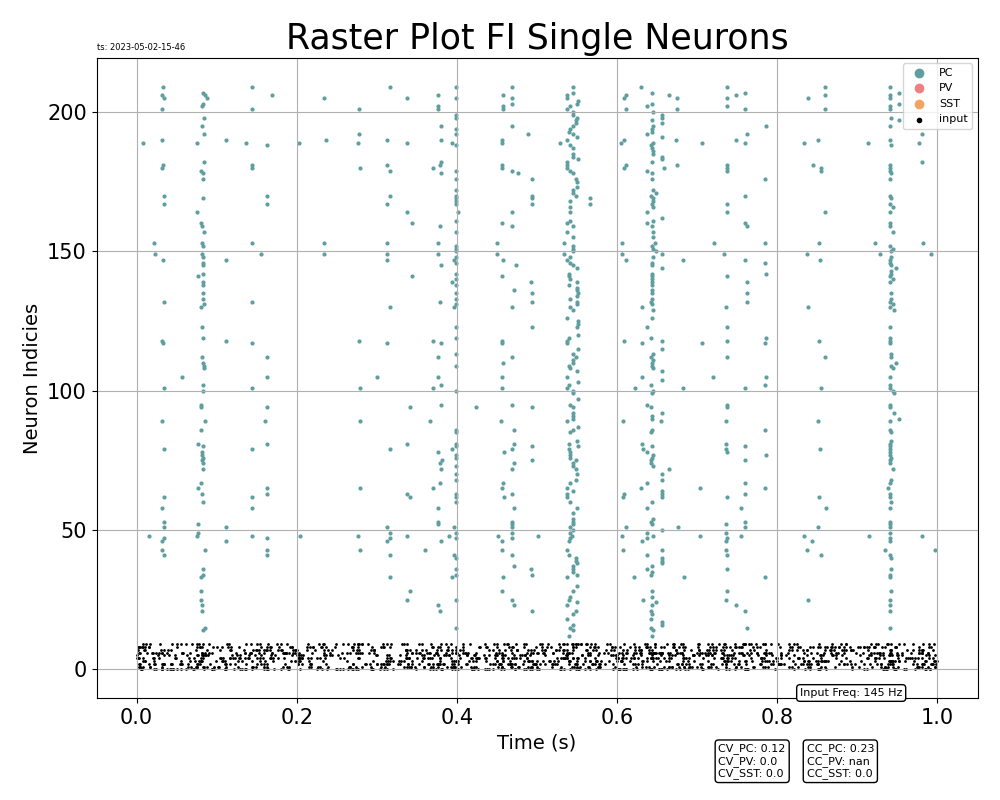 Raster Plot FI Single Neurons
ts: 2023-05-02-15-46
PC
PV
SST
input
200
150
100
50
0
Neuron Indicies
0.0 0.2 0.4 0.6 0.8 1.0
Time (s)
Input Freq: 145 Hz
CV_PC: 0.12
CV_PV: 0.0
CV_SST: 0.0
CC_PC: 0.23
CC_PV: nan
CC_SST: 0.0